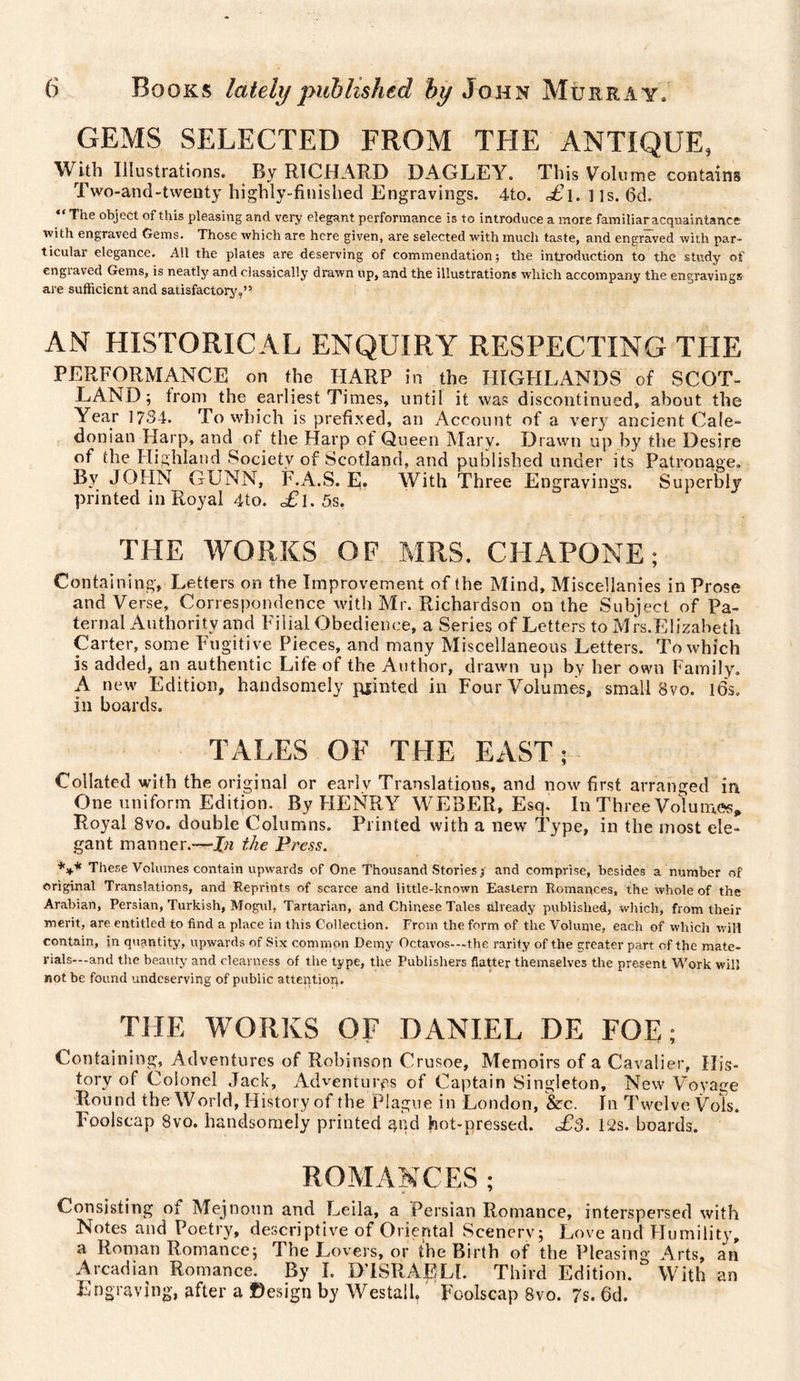 6 Books lately published by John Murray.
GEMS SELECTED FROM THE ANTIQUE,
With Illustrations. By RICHARD DAGLEY. This Volume contains
Two-and-twenty highly-finished Engravings. 4to. £1. 11s. 6d.
“The object of this pleasing and very elegant performance is to introduce a more familiar acquaintance
with engraved Gems. Those which are here given, are selected with much taste, and engraved with par-
ticular elegance. All the plates are deserving of commendation; the introduction to the study of
engraved Gems, is neatly and classically drawn up, and the illustrations which accompany the engravings
are sufficient and satisfactory,”
AN HISTORICAL ENQUIRY RESPECTING THE
PERFORMANCE on the HARP in the HIGHLANDS of SCOT-
LAND; from the earliest Times, until it was discontinued, about the
Year 1734. To which is prefixed, an Account of a very ancient Cale-
donian Harp, and of the Harp of Queen Mary. Drawn up by the Desire
of the Highland Society of Scotland, and published under its Patronage.
By JOHN GUNN, F.A.S. E. With Three Engravings. Superbly
printed in Royal 4to. £1. 5s.
THE WORKS OF MRS. CHAPONE;
Containing, Letters on the Improvement of the Mind, Miscellanies in Prose
and Verse, Correspondence with Mr. Richardson on the Subject of Pa-
ternal Authority and Filial Obedience, a Series of Letters to Mrs. Elizabeth
Carter, some Fugitive Pieces, and many Miscellaneous Letters. To which
is added, an authentic Life of the Author, drawn up by her own Family.
A new Edition, handsomely printed in Four Volumes, small 8vo. 16s.
in boards.
TALES OF THE EAST;
Collated with the original or early Translations, and now first arranged in
One uniform Edition. By HENRY WEBER, Esq. In Three Volumes,
Royal 8vo. double Columns. Printed with a new Type, in the most ele-
gant manner.—In the Press.
*** These Volumes contain upwards of One Thousand Stories; and comprise, besides a number of
original Translations, and Reprints of scarce and little-known Eastern Romances, the whole of the
Arabian, Persian, Turkish, Mogul, Tartarian, and Chinese Tales already published, which, from their
merit, are entitled to find a place in this Collection. From the form of the Volume, each of which will
contain, in quantity, upwards of Six common Demy Octavos---the rarity of the greater part of the mate-
rials---and the beauty and clearness of the type, the Publishers flatter themselves the present Work will
not be found undeserving of public attention.
THE WORKS OF DANIEL DE FOE;
Containing, Adventures of Robinson Crusoe, Memoirs of a Cavalier, His-
tory of Colonel Jack, Adventures of Captain Singleton, New Voyage
Round the World, History of the Plague in London, &c. In Twelve Vols.
Foolscap 8vo. handsomely printed and hot-pressed. £3. 12s. boards.
ROMANCES;
Consisting of Mejnoun and Leila, a Persian Romance, interspersed with
Notes and Poetry, descriptive of Oriental Scenery; Love and Humility,
a Roman Romance; The Lovers, or the Birth of the Pleasing Arts, an
Arcadian Romance. By I. D'ISRAELI. Third Edition. With an
Engraving, after a Design by Westall. Foolscap 8vo. 7s. 6d.